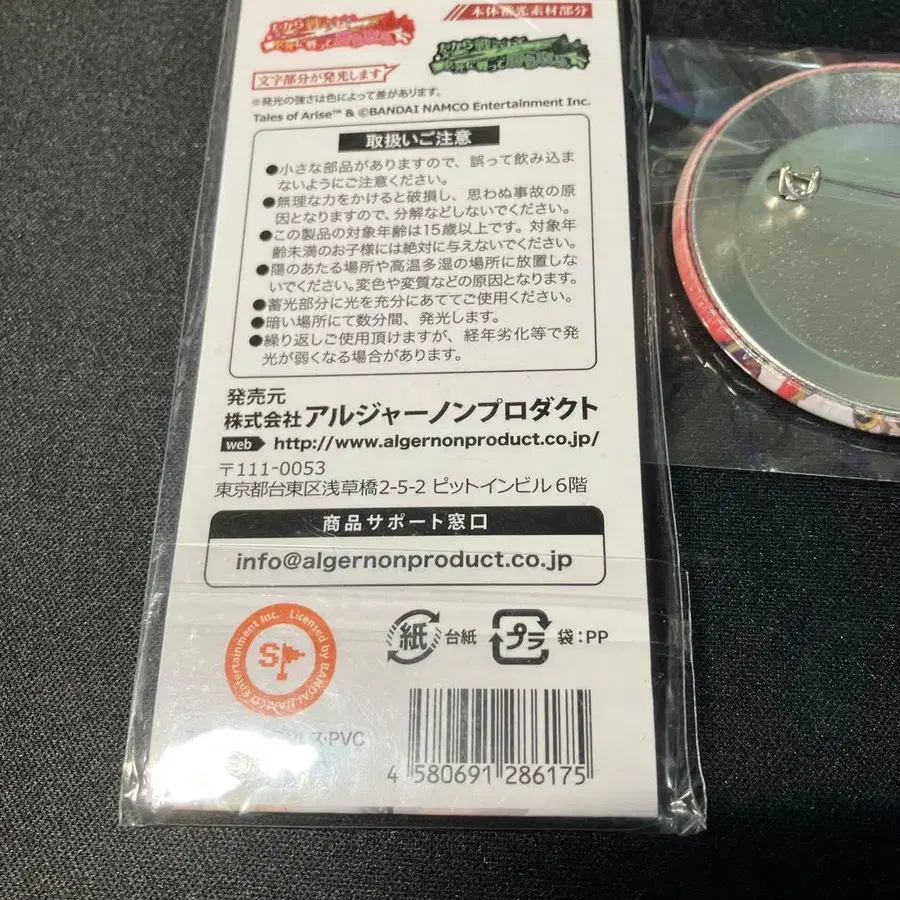 本体蓄光素材部分
文字部分が発光します
※発光の強さは色によって差があります。
Tales of Arise™ & ©BANDAI NAMCO Entertainment Inc.
取扱いご注意
●小さな部品がありますので、誤って飲み込ま
ないようにご注意ください。
●無理な力をかけると破損し、思わぬ事故の原
因となりますので、分解などしないでください。
●この製品の対象年齢は15歳以上です。対象年
齢未満のお子様には絶対に与えないでください。
●陽のあたる場所や高温多湿の場所に放置しな
いでください。変色や変質などの原因となります。
●蓄光部分に光を充分にあててご使用ください。
●暗い場所にて数分間、発光します。
●繰り返しご使用頂けますが、経年劣化等で発
光が弱くなる場合があります。
発売元
株式会社アルジャーノンプロダクト
web http://www.algernonproduct.co.jp/
〒111-0053
東京都台東区浅草橋2-5-2 ピットインビル6階
商品サポート窓口
info@algernonproduct.co.jp
Licensed by BANDAI NAMCO Entertainment Inc.
紙 台紙 プラ 袋:PP
・PVC
4 580691 286175